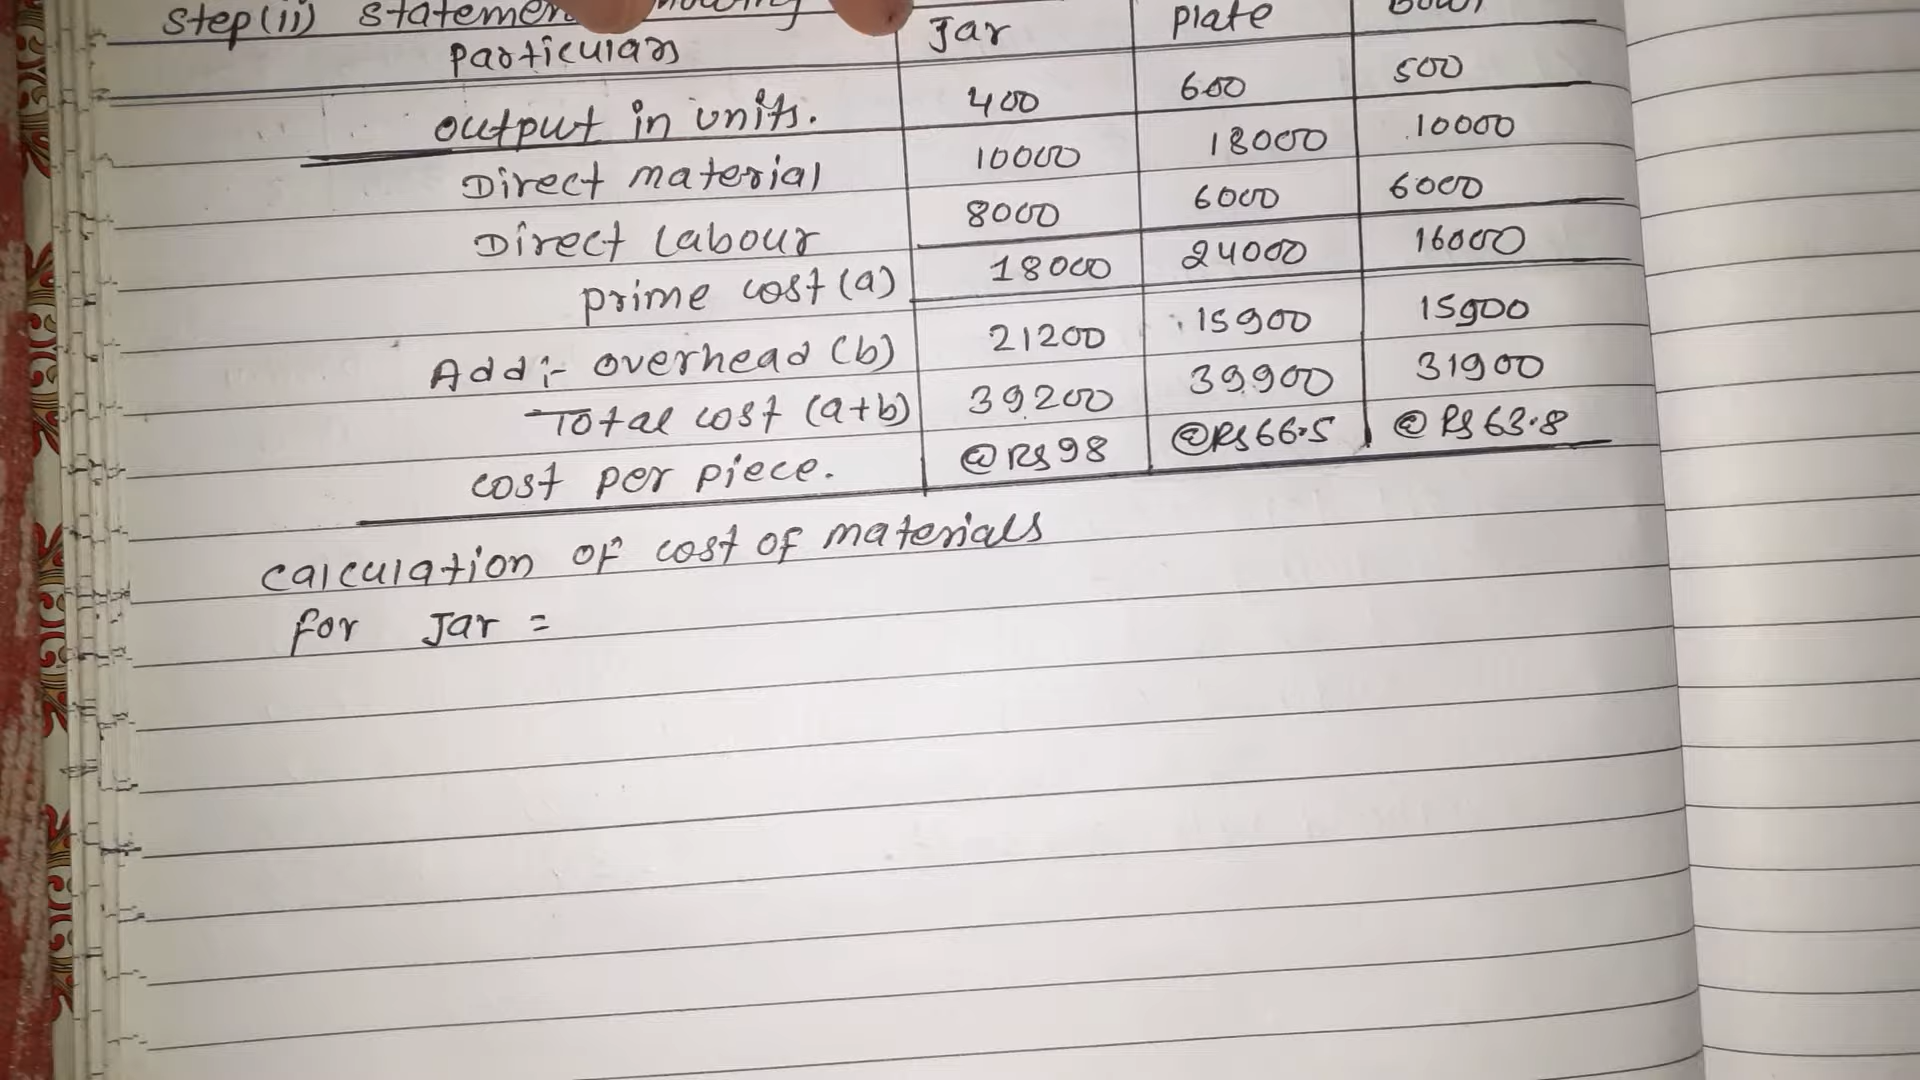 Step(ii) statemen
particulars Jar plate
output in units. 400 600 500
Direct material 10000 18000 10000
Direct Labour 8000 6000 6000
prime cost (a) 18000 24000 16000
Add:- overhead (b) 21200 15900 15900
Total cost (a+b) 39200 39900 31900
cost per piece. @Rs 98 @Rs 66.5 @ Rs 63.8
calculation of cost of materials
for Jar =